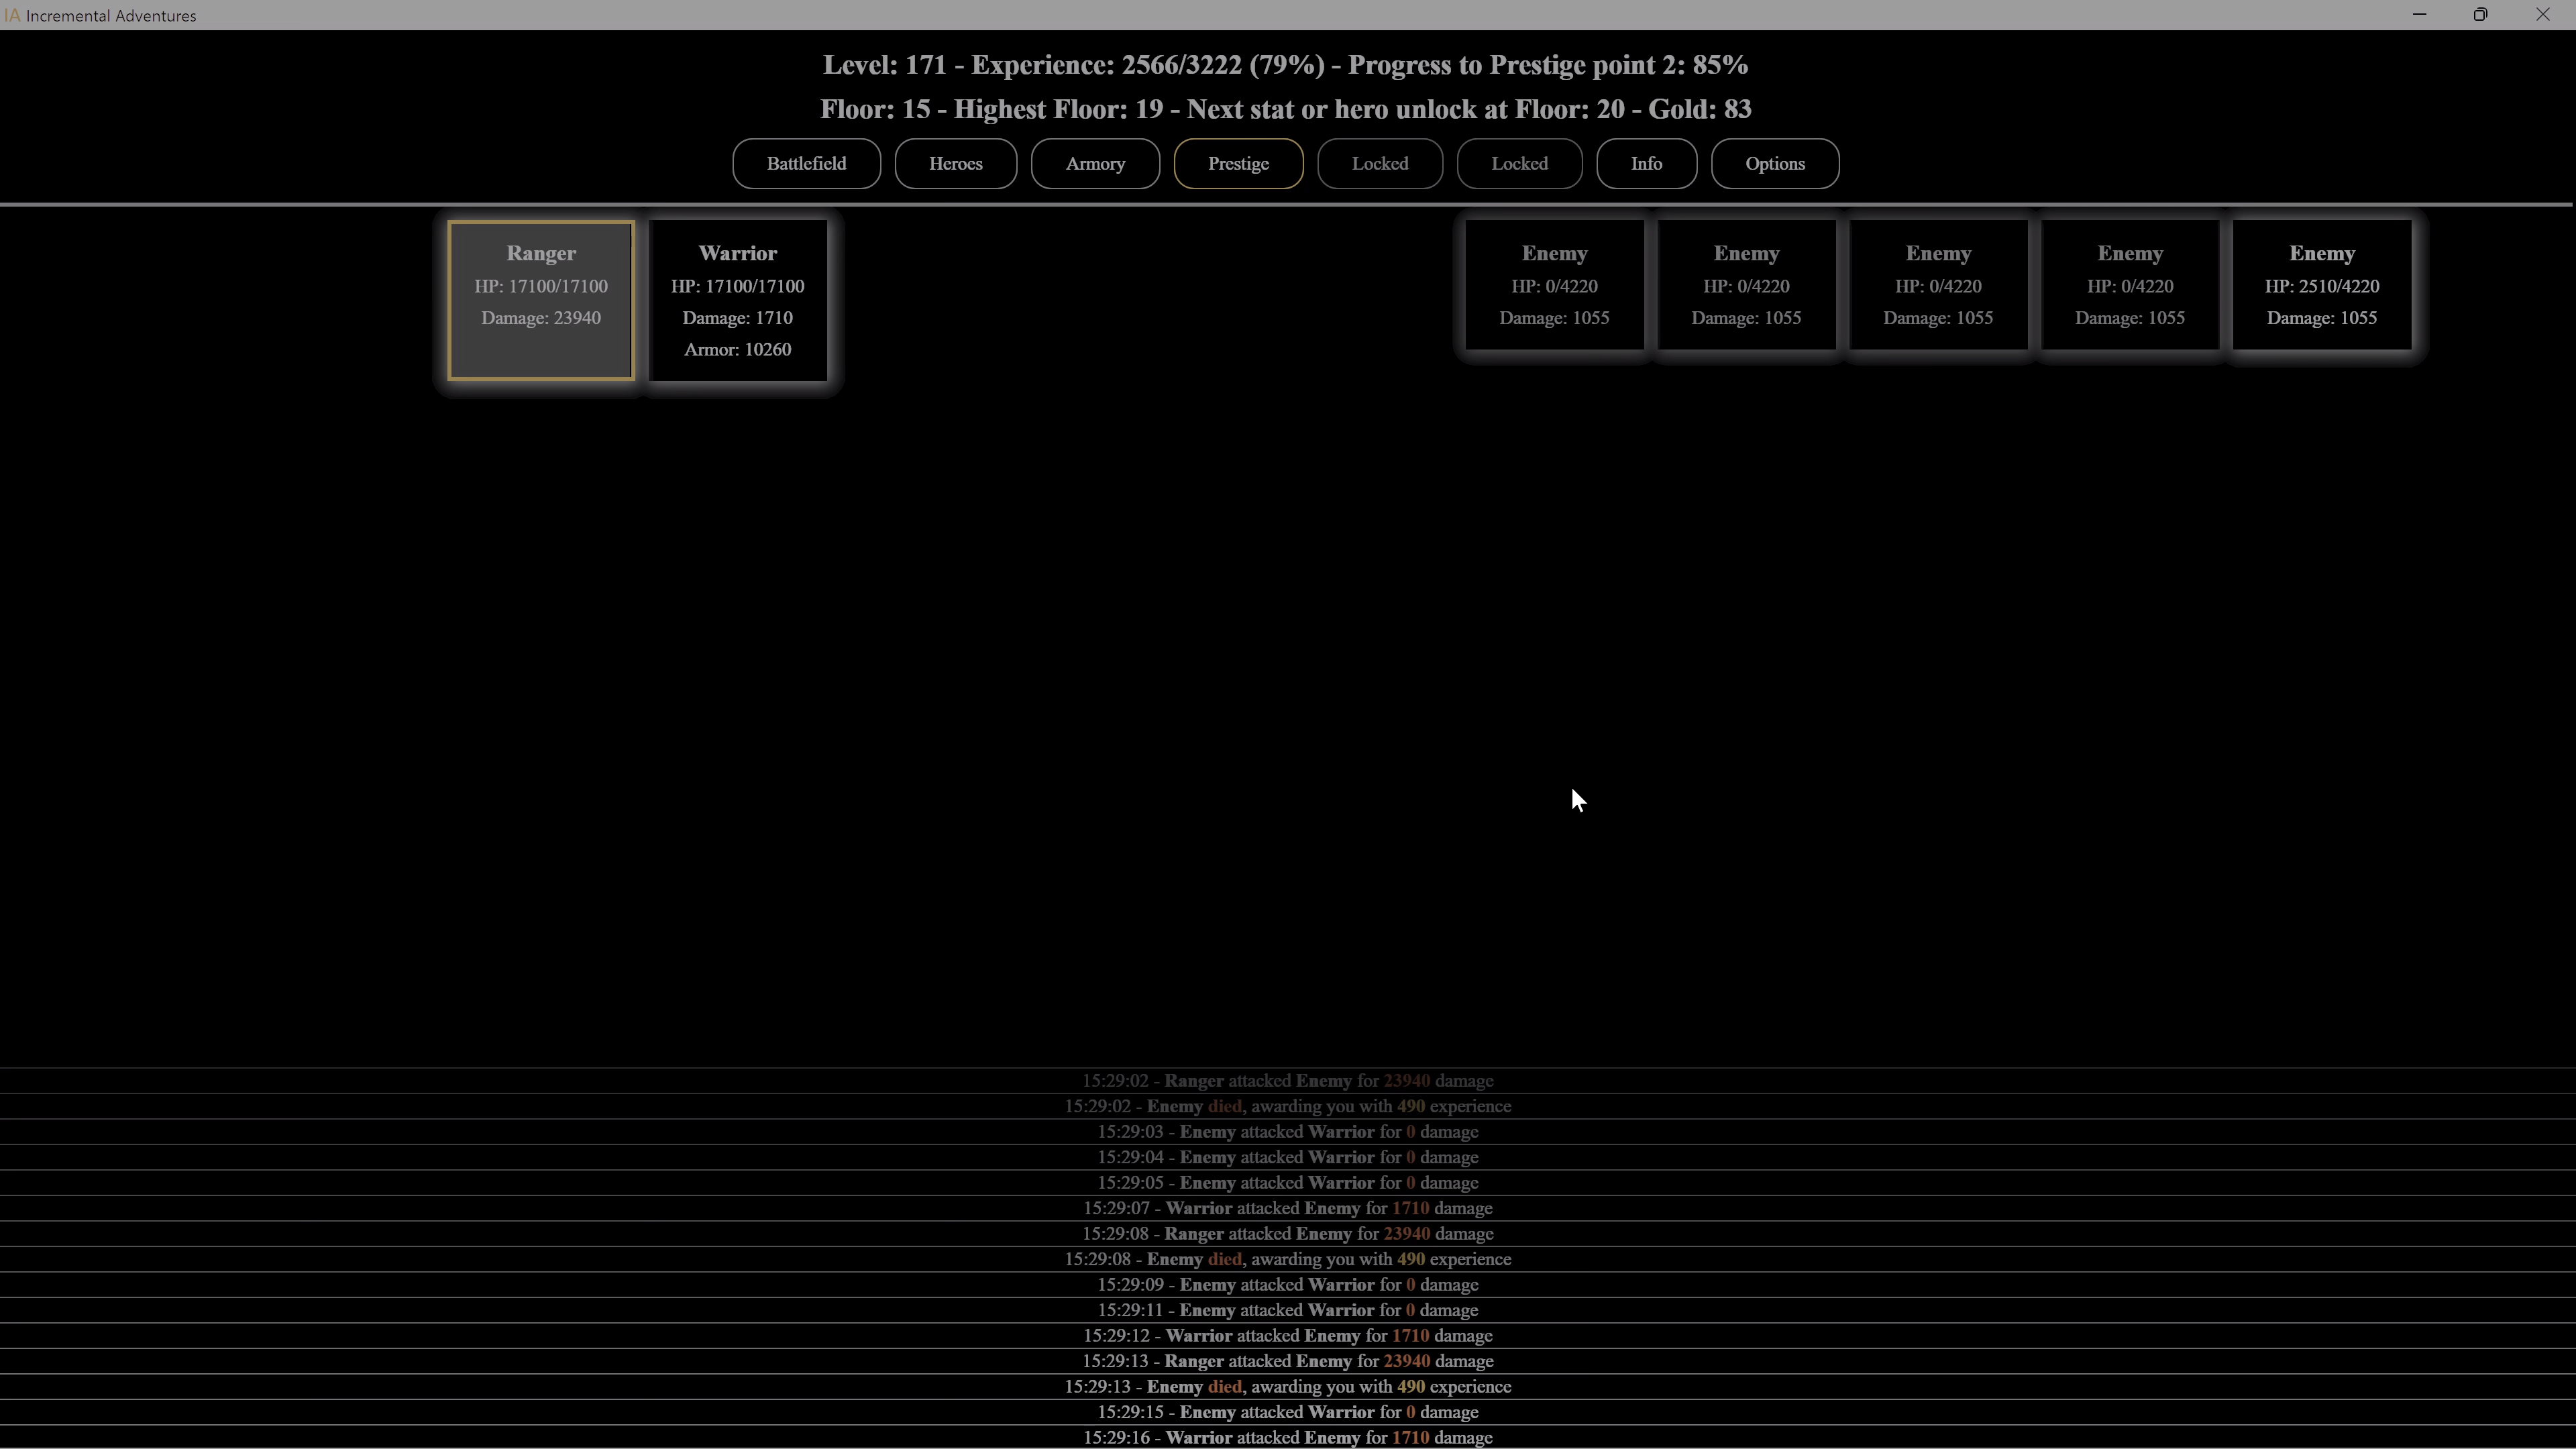 IA Incremental Adventures
Level: 171 - Experience: 2566/3222 (79%) - Progress to Prestige point 2: 85%
Floor: 15 - Highest Floor: 19 - Next stat or hero unlock at Floor: 20 - Gold: 83
Battlefield Heroes Armory Prestige Locked Locked Info Options
Ranger
HP: 17100/17100
Damage: 23940
Warrior
HP: 17100/17100
Damage: 1710
Armor: 10260
Enemy
HP: 0/4220
Damage: 1055
Enemy
HP: 0/4220
Damage: 1055
Enemy
HP: 0/4220
Damage: 1055
Enemy
HP: 0/4220
Damage: 1055
Enemy
HP: 2510/4220
Damage: 1055
15:29:02 - Ranger attacked Enemy for 23940 damage
15:29:02 - Enemy died, awarding you with 490 experience
15:29:03 - Enemy attacked Warrior for 0 damage
15:29:04 - Enemy attacked Warrior for 0 damage
15:29:05 - Enemy attacked Warrior for 0 damage
15:29:07 - Warrior attacked Enemy for 1710 damage
15:29:08 - Ranger attacked Enemy for 23940 damage
15:29:08 - Enemy died, awarding you with 490 experience
15:29:09 - Enemy attacked Warrior for 0 damage
15:29:11 - Enemy attacked Warrior for 0 damage
15:29:12 - Warrior attacked Enemy for 1710 damage
15:29:13 - Ranger attacked Enemy for 23940 damage
15:29:13 - Enemy died, awarding you with 490 experience
15:29:15 - Enemy attacked Warrior for 0 damage
15:29:16 - Warrior attacked Enemy for 1710 damage